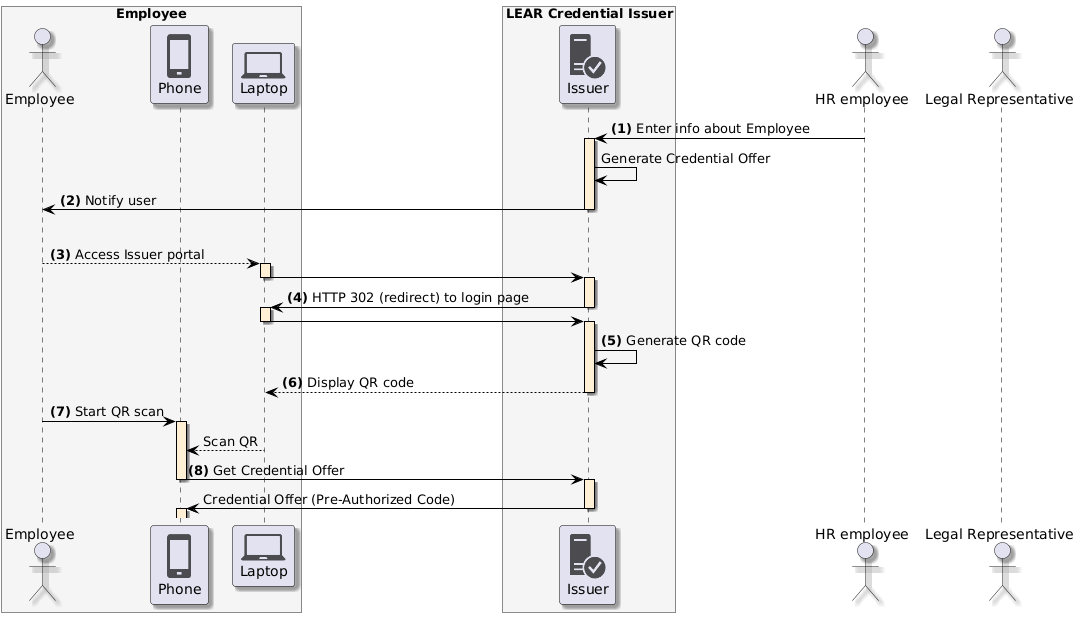 Employee
LEAR Credential Issuer
Employee
Phone
Laptop
Issuer
HR employee
Legal Representative
(1) Enter info about Employee
Generate Credential Offer
(2) Notify user
(3) Access Issuer portal
(4) HTTP 302 (redirect) to login page
(5) Generate QR code
(6) Display QR code
(7) Start QR scan
Scan QR
(8) Get Credential Offer
Credential Offer (Pre-Authorized Code)
Employee
Phone
Laptop
Issuer
HR employee
Legal Representative